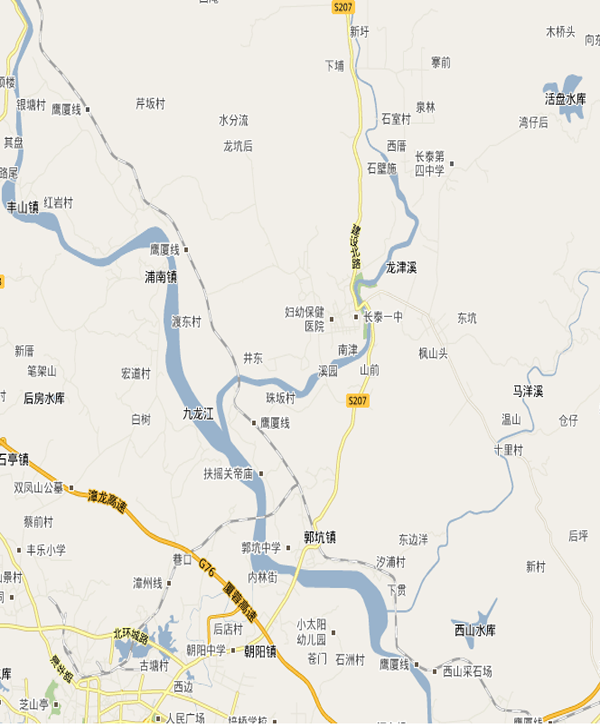 S207
新圩
木桥头
下埔
寨前
活盘水库
银塘村
鹰厦线
芹坂村
泉林
水分流
石室村
湾仔后
其盘
龙坑后
西厝
长泰第
四中学
石壁施
路尾
丰山镇
红岩村
建设北路
鹰厦线
龙津溪
浦南镇
妇幼保健
医院
长泰一中
渡东村
东坑
新厝
井东
南津
枫山头
笔架山
宏道村
溪园
山前
后房水库
珠坂村
S207
马洋溪
白树
九龙江
鹰厦线
温山
仓仔
十里村
石亭镇
扶摇关帝庙
双凤山公墓
漳龙高速
蔡前村
郭坑镇
东边洋
后坪
丰乐小学
巷口
郭坑中学
汐浦村
G76
新村
内林街
漳州线
厦蓉高速
下贯
北环城路
后店村
小太阳
幼儿园
西山水库
古塘村
朝阳中学
朝阳镇
苍门
石洲村
鹰厦线
西山采石场
西边
芝山亭
人民广场